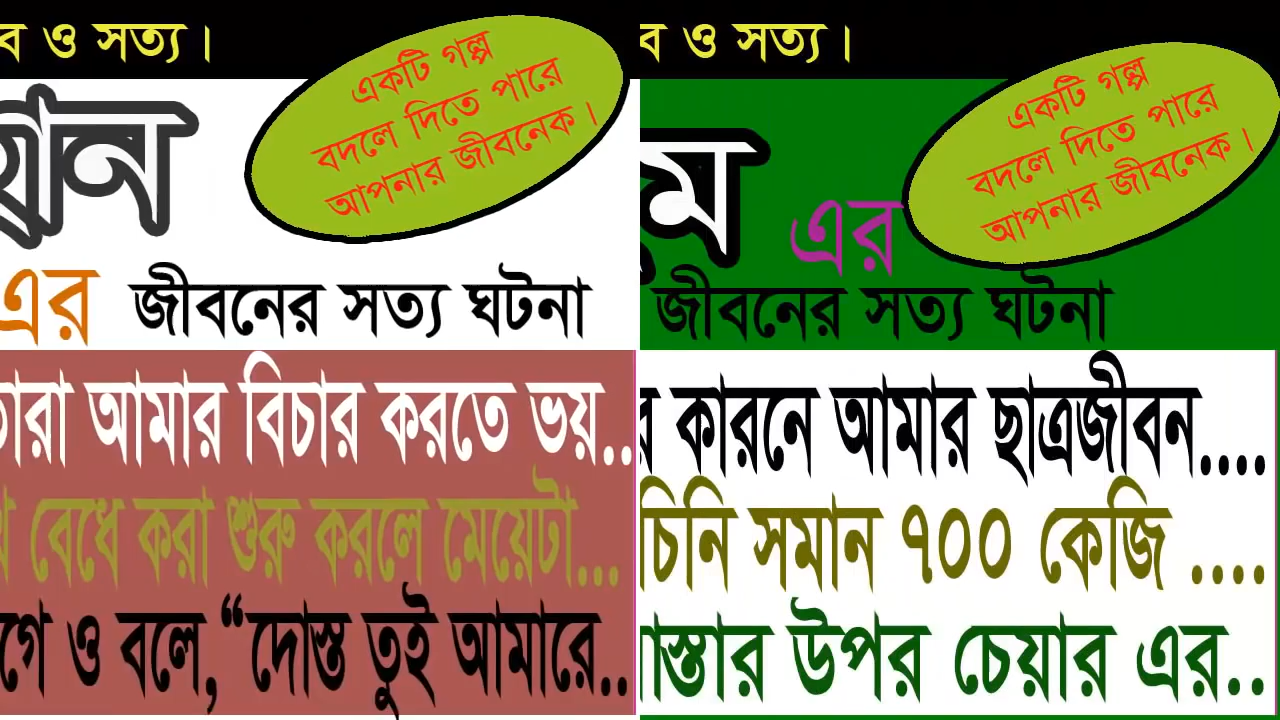 ও সত্য।
একটি গল্প
বদলে দিতে পারে
আপনার জীবনেক।
এর জীবনের সত্য ঘটনা
তারা আমার বিচার করতে ভয়..
বেধে করা শুরু করলে মেয়েটা...
ও বলে,“দোস্ত তুই আমারে..
ও সত্য।
একটি গল্প
বদলে দিতে পারে
আপনার জীবনেক।
এর
জীবনের সত্য ঘটনা
র কারনে আমার ছাত্রজীবন....
চিনি সমান ৭০০ কেজি ....
াস্তার উপর চেয়ার এর..